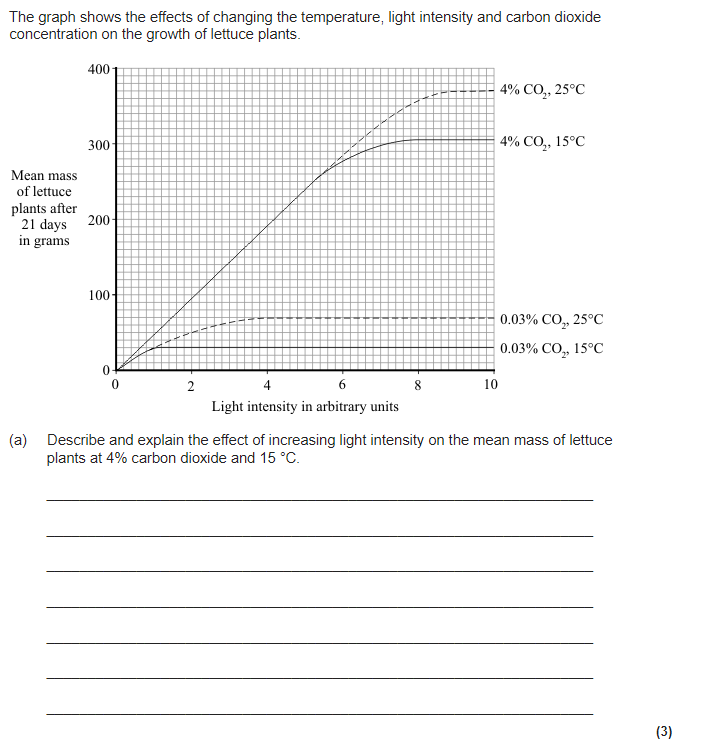 The graph shows the effects of changing the temperature, light intensity and carbon dioxide
concentration on the growth of lettuce plants.
400
4% CO₂, 25°C
300
4% CO₂, 15°C
Mean mass
of lettuce
plants after
21 days
in grams
200
100
0.03% CO₂, 25°C
0.03% CO₂, 15°C
0
0 2 4 6 8 10
Light intensity in arbitrary units
(a) Describe and explain the effect of increasing light intensity on the mean mass of lettuce
plants at 4% carbon dioxide and 15 °C.
(3)